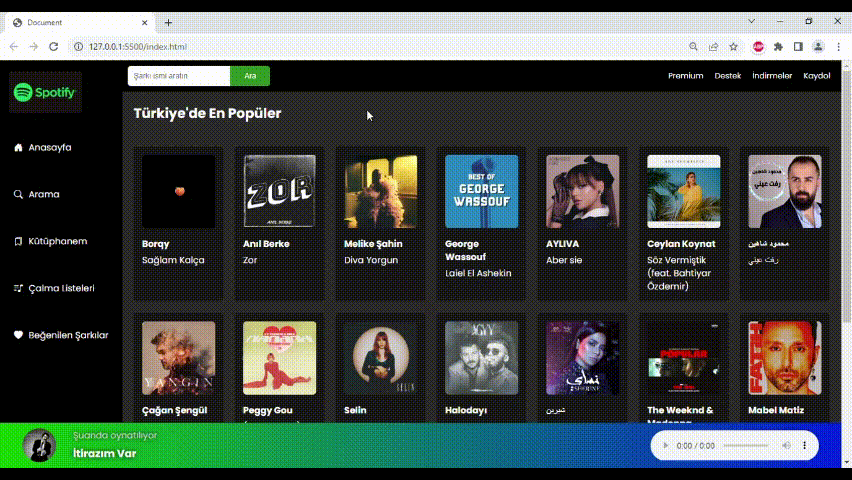 Document
127.0.0.1:5500/index.html
Spotify
Şarkı ismi aratın
Ara
Premium
Destek
İndirmeler
Kaydol
Anasayfa
Arama
Kütüphanem
Çalma Listeleri
Beğenilen Şarkılar
Türkiye'de En Popüler
ZOR
BEST OF
GEORGE
WASSOUF
محمود شاهين
رفت عيني
Borqy
Sağlam Kalça
Anıl Berke
Zor
Melike Şahin
Diva Yorgun
George
Wassouf
Laiel El Ashekin
AYLIVA
Aber sie
Ceylan Koynat
Söz Vermiştik
(feat. Bahtiyar
Özdemir)
محمود شاهين
رفت عيني
YANGIN
SELIN
نساي
POPULAR
FATİH
Çağan Şengül
Peggy Gou
Selin
Halodayı
شيرين
The Weeknd &
Madonna
Mabel Matiz
Şuanda oynatılıyor
İtirazım Var
0:00 / 0:00